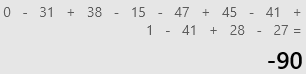 0 - 31 + 38 - 15 - 47 + 45 - 41 +
1 - 41 + 28 - 27 =
-90